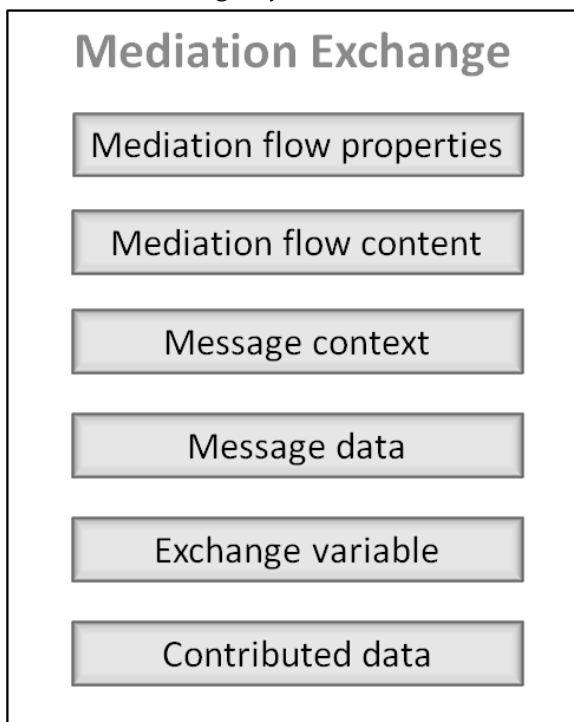 Mediation Exchange
Mediation flow properties
Mediation flow content
Message context
Message data
Exchange variable
Contributed data